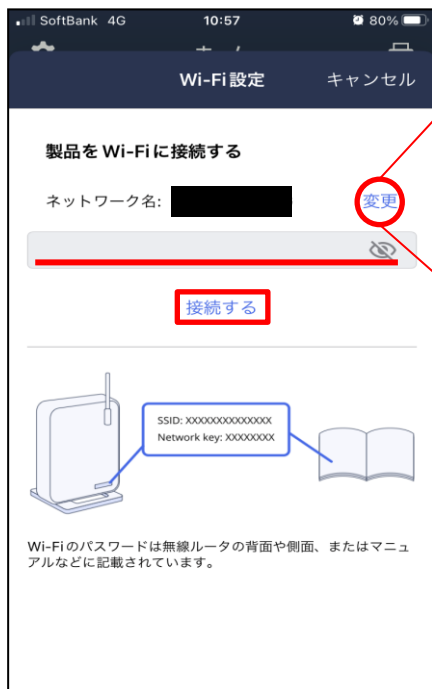 SoftBank 4G 10:57 80%
Wi-Fi設定 キャンセル
製品をWi-Fiに接続する
ネットワーク名: 変更
接続する
SSID: XXXXXXXXXXXXXX
Network key: XXXXXXXX
Wi-Fiのパスワードは無線ルータの背面や側面、またはマニュ
アルなどに記載されています。